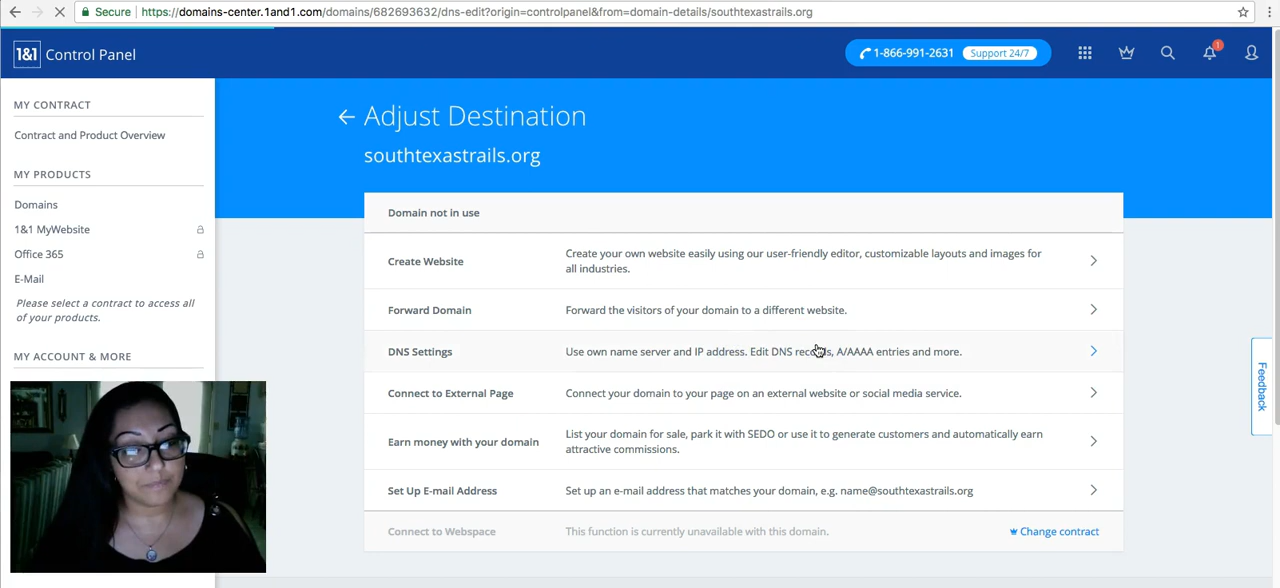 Secure https://domains-center.1and1.com/domains/682693632/dns-edit?origin=controlpanel&from=domain-details/southtexastrails.org
1&1 Control Panel
1-866-991-2631 Support 24/7
1
MY CONTRACT
Contract and Product Overview
MY PRODUCTS
Domains
1&1 MyWebsite
Office 365
E-Mail
Please select a contract to access all
of your products.
MY ACCOUNT & MORE
Adjust Destination
southtexastrails.org
Domain not in use
Create Website
Create your own website easily using our user-friendly editor, customizable layouts and images for
all industries.
Forward Domain
Forward the visitors of your domain to a different website.
DNS Settings
Use own name server and IP address. Edit DNS records, A/AAAA entries and more.
Connect to External Page
Connect your domain to your page on an external website or social media service.
Earn money with your domain
List your domain for sale, park it with SEDO or use it to generate customers and automatically earn
attractive commissions.
Set Up E-mail Address
Set up an e-mail address that matches your domain, e.g. name@southtexastrails.org
Connect to Webspace
This function is currently unavailable with this domain.
Change contract
Feedback